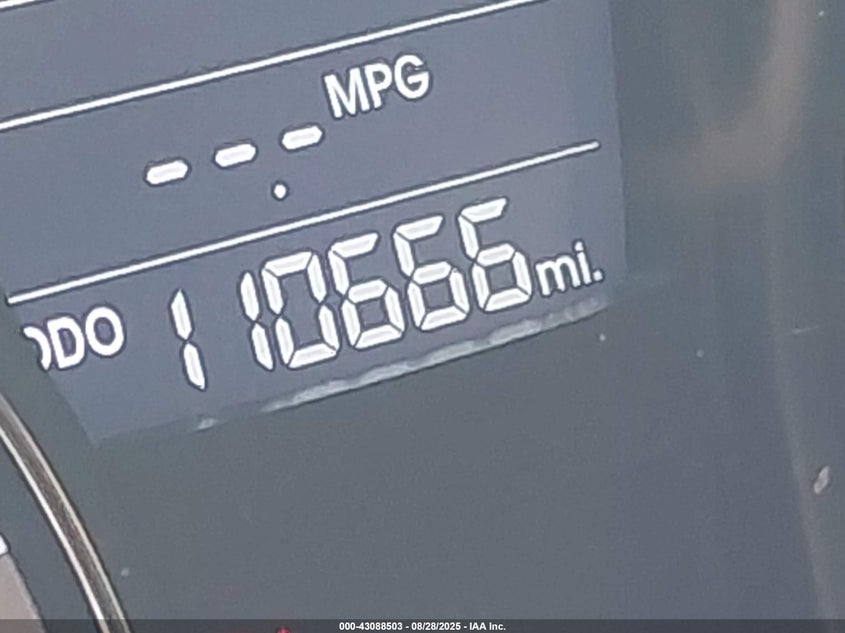 MPG
--.-
ODO 110666 mi.
000-43088503 - 08/28/2025 - IAA Inc.